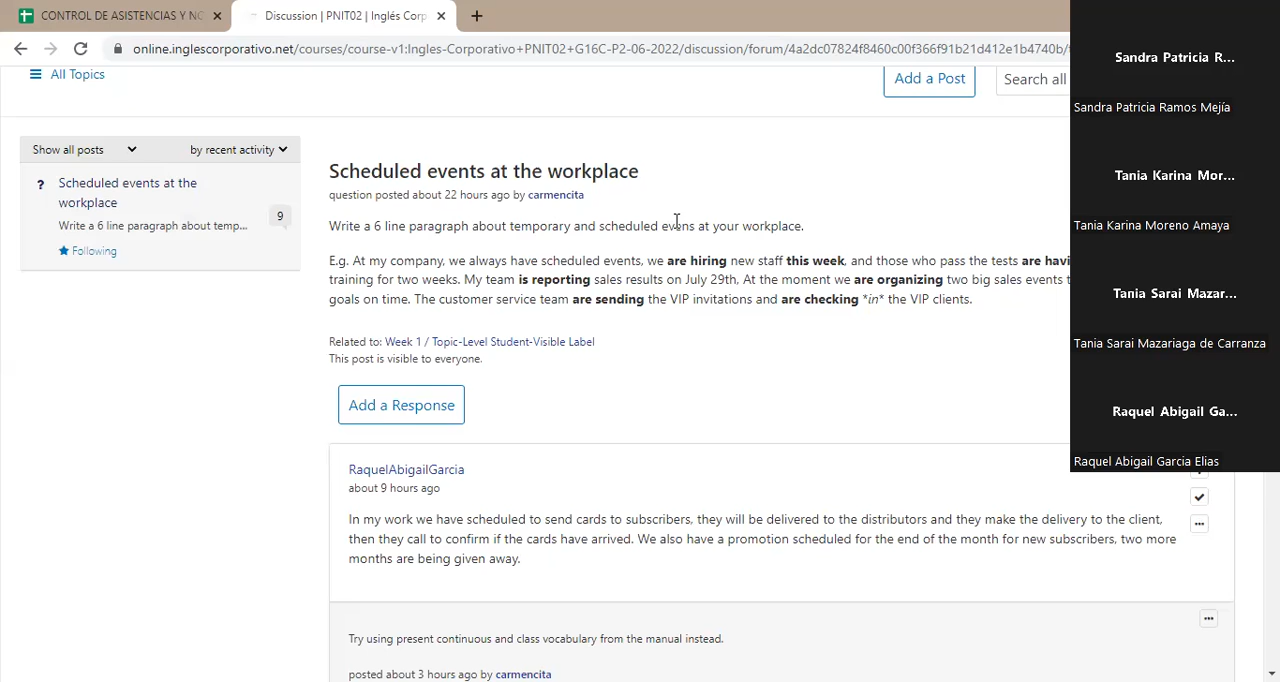 CONTROL DE ASISTENCIAS Y NO
Discussion | PNIT02 | Inglés Corp
online.inglescorporativo.net/courses/course-v1:Ingles-Corporativo+PNIT02+G16C-P2-06-2022/discussion/forum/4a2dc07824f8460c00f366f91b21d412e1b4740b/
All Topics
Add a Post
Search all
Show all posts
by recent activity
? Scheduled events at the
workplace
Write a 6 line paragraph about temp...
9
Following
Scheduled events at the workplace
question posted about 22 hours ago by carmencita
Write a 6 line paragraph about temporary and scheduled evens at your workplace.
E.g. At my company, we always have scheduled events, we are hiring new staff this week, and those who pass the tests are havi
training for two weeks. My team is reporting sales results on July 29th, At the moment we are organizing two big sales events t
goals on time. The customer service team are sending the VIP invitations and are checking *in* the VIP clients.
Related to: Week 1 / Topic-Level Student-Visible Label
This post is visible to everyone.
Add a Response
RaquelAbigailGarcia
about 9 hours ago
In my work we have scheduled to send cards to subscribers, they will be delivered to the distributors and they make the delivery to the client,
then they call to confirm if the cards have arrived. We also have a promotion scheduled for the end of the month for new subscribers, two more
months are being given away.
Try using present continuous and class vocabulary from the manual instead.
posted about 3 hours ago by carmencita
Sandra Patricia R...
Sandra Patricia Ramos Mejía
Tania Karina Mor...
Tania Karina Moreno Amaya
Tania Sarai Mazar...
Tania Sarai Mazariaga de Carranza
Raquel Abigail Ga...
Raquel Abigail Garcia Elias